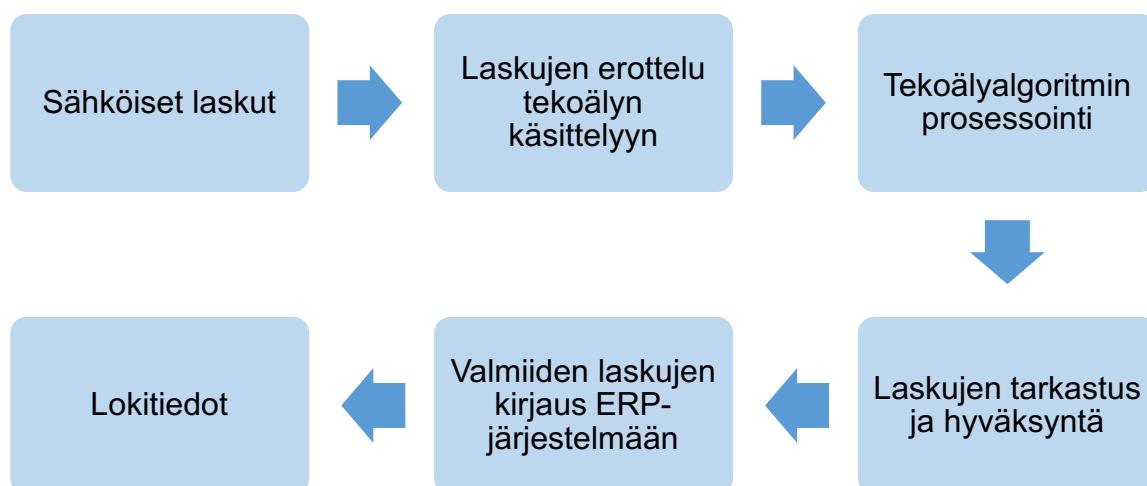 Sähköiset laskut
Laskujen erottelu
tekoälyn
käsittelyyn
Tekoälyalgoritmin
prosessointi
Laskujen tarkastus
ja hyväksyntä
Valmiiden laskujen
kirjaus ERP-
järjestelmään
Lokitiedot